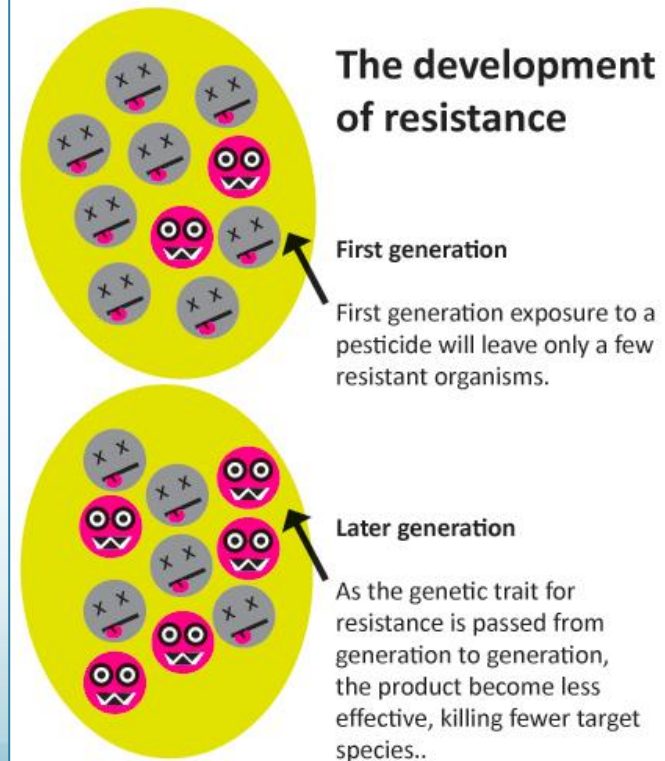 The development
of resistance
First generation
First generation exposure to a
pesticide will leave only a few
resistant organisms.
Later generation
As the genetic trait for
resistance is passed from
generation to generation,
the product become less
effective, killing fewer target
species..